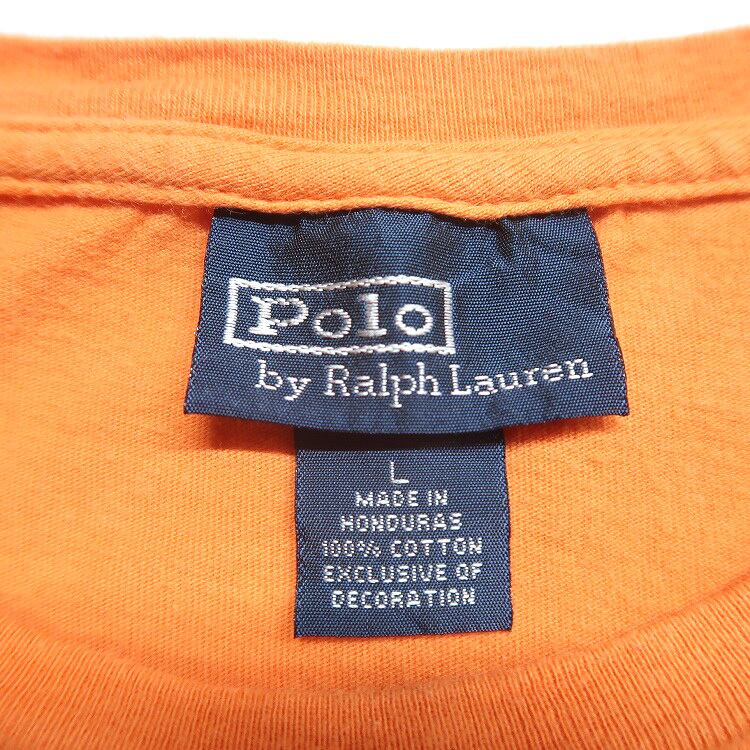 Polo
by Ralph Lauren
L
MADE IN
HONDURAS
100% COTTON
EXCLUSIVE OF
DECORATION